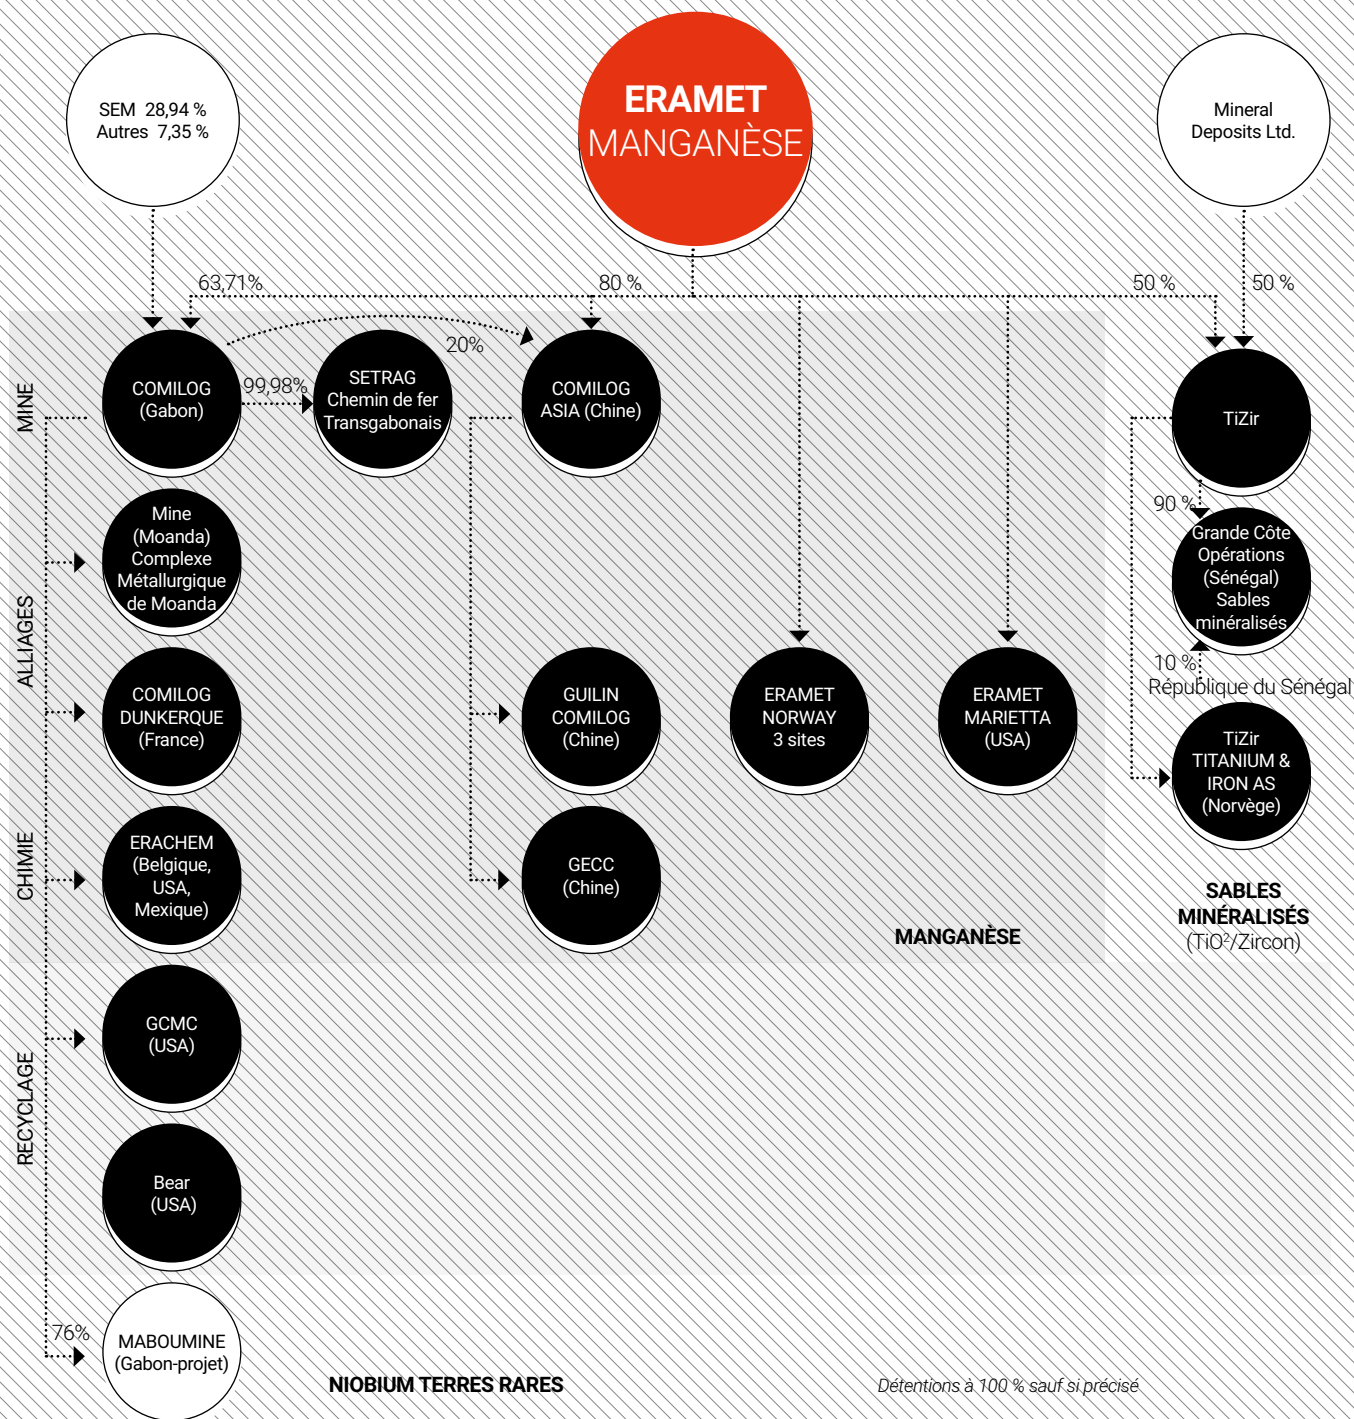 SEM 28,94 %
Autres 7,35 %
ERAMET
MANGANÈSE
Mineral
Deposits Ltd.
63,71%
80 %
50 %
50 %
MINE
COMILOG
(Gabon)
99,98%
SETRAG
Chemin de fer
Transgabonais
20%
COMILOG
ASIA (Chine)
TiZir
90 %
ALLIAGES
Mine
(Moanda)
Complexe
Métallurgique
de Moanda
Grande Côte
Opérations
(Sénégal)
Sables
minéralisés
10 %
République du Sénégal
COMILOG
DUNKERQUE
(France)
GUILIN
COMILOG
(Chine)
ERAMET
NORWAY
3 sites
ERAMET
MARIETTA
(USA)
TiZir
TITANIUM &
IRON AS
(Norvège)
CHIMIE
ERACHEM
(Belgique,
USA,
Mexique)
GECC
(Chine)
MANGANÈSE
SABLES
MINÉRALISÉS
(TiO²/Zircon)
RECYCLAGE
GCMC
(USA)
Bear
(USA)
76%
MABOUMINE
(Gabon-projet)
NIOBIUM TERRES RARES
Détentions à 100 % sauf si précisé